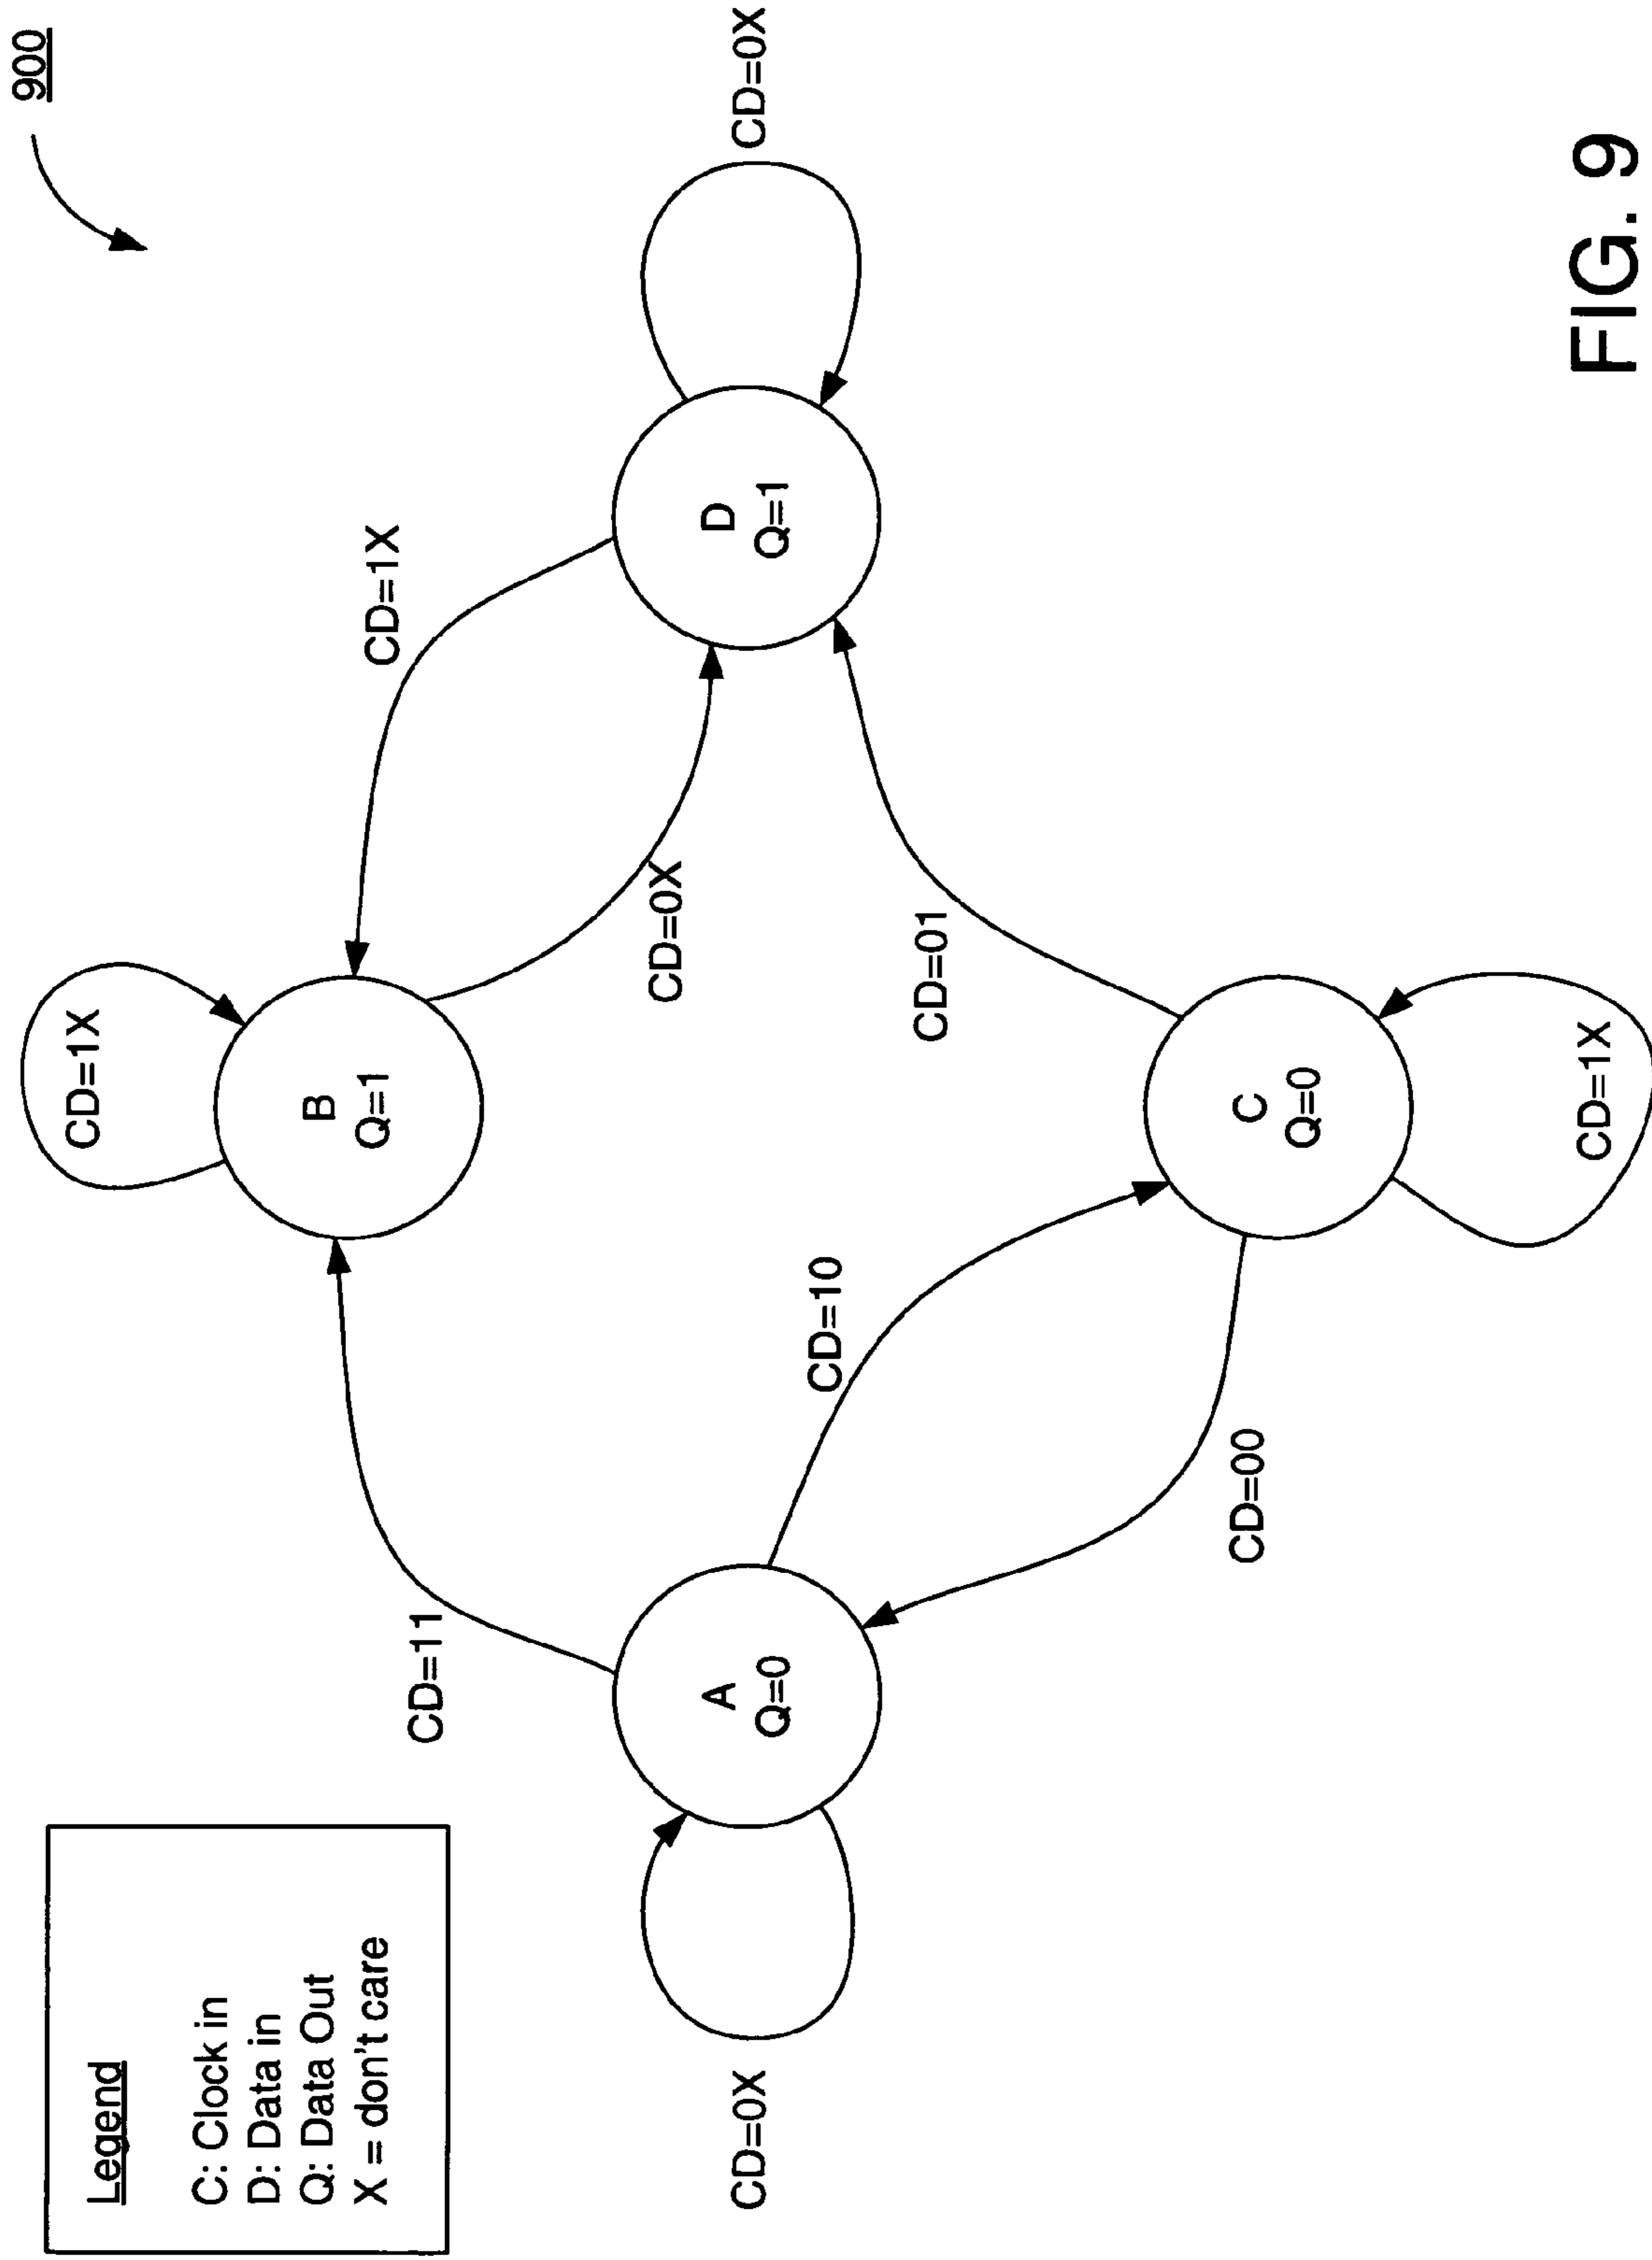 900
Legend
C: Clock in
D: Data in
Q: Data Out
X = don't care
CD=1X
B
Q=1
CD=11
CD=1X
CD=0X
CD=0X
A
Q=0
D
Q=1
CD=0X
CD=10
CD=01
CD=00
C
Q=0
CD=1X
FIG. 9